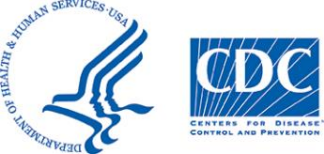 DEPARTMENT OF HEALTH & HUMAN SERVICES·USA
CDC
CENTERS FOR DISEASE
CONTROL AND PREVENTION